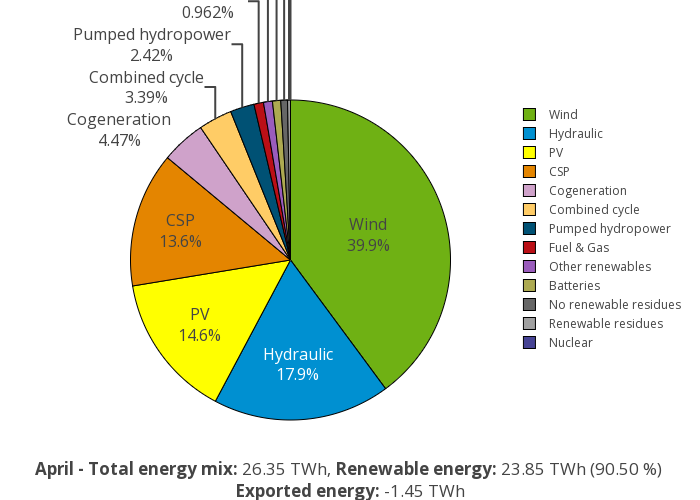 0.962%
Pumped hydropower
2.42%
Combined cycle
3.39%
Cogeneration
4.47%
CSP
13.6%
Wind
39.9%
PV
14.6%
Hydraulic
17.9%
Wind
Hydraulic
PV
CSP
Cogeneration
Combined cycle
Pumped hydropower
Fuel & Gas
Other renewables
Batteries
No renewable residues
Renewable residues
Nuclear
April - Total energy mix: 26.35 TWh, Renewable energy: 23.85 TWh (90.50 %)
Exported energy: -1.45 TWh